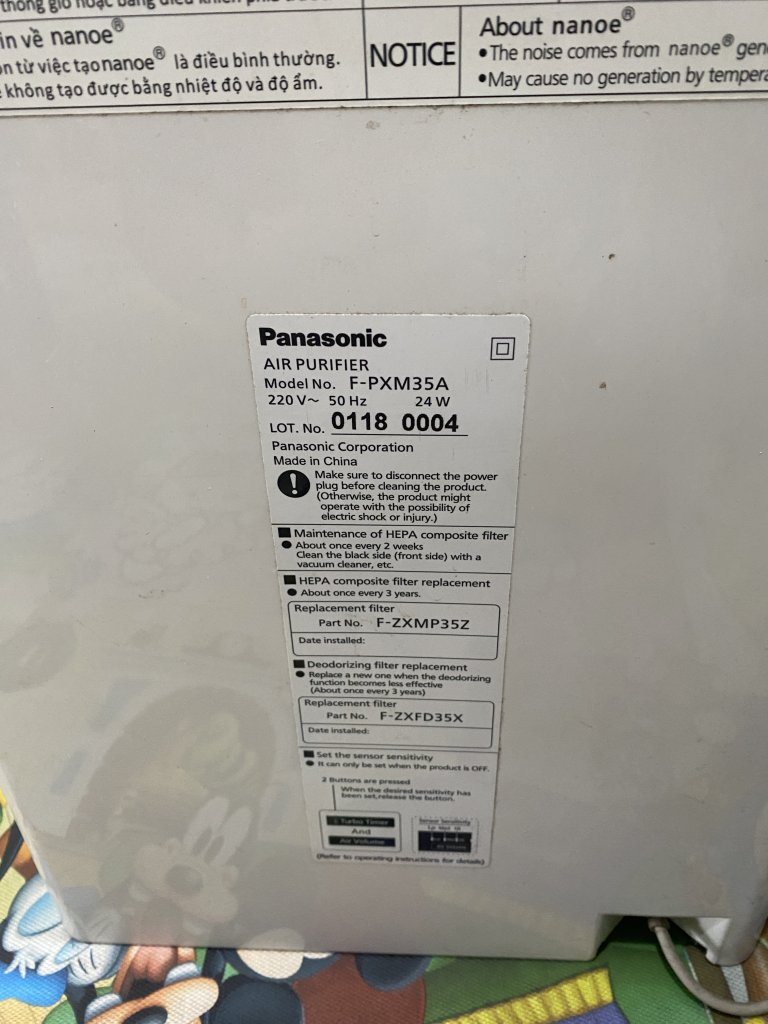 in về nanoe®
từ việc tạo nanoe® là điều bình thường.
không tạo được bằng nhiệt độ và độ ẩm.
NOTICE
About nanoe®
•The noise comes from nanoe®
•May cause no generation by
Panasonic
AIR PURIFIER
Model No. F-PXM35A
220 V~ 50 Hz 24 W
LOT. No. 0118 0004
Panasonic Corporation
Made in China
! Make sure to disconnect the power
plug before cleaning the product.
(Otherwise, the product might
operate with the possibility of
electric shock or injury.)
■ Maintenance of HEPA composite filter
● About once every 2 weeks
Clean the black side (front side) with a
vacuum cleaner, etc.
■ HEPA composite filter replacement
● About once every 3 years.
Replacement filter
Part No. F-ZXMP35Z
Date installed:
■ Deodorizing filter replacement
● Replace a new one when the deodorizing
function becomes less effective
(About once every 3 years)
Replacement filter
Part No. F-ZXFD35X
Date installed:
■ Set the sensor sensitivity
● It can only be set when the product is OFF.
2 Buttons are pressed
When the desired sensitivity has
been set,release the button.
Turbo Timer
And
Air Volume
Sensor Sensitivity
(Refer to operating instructions for details)